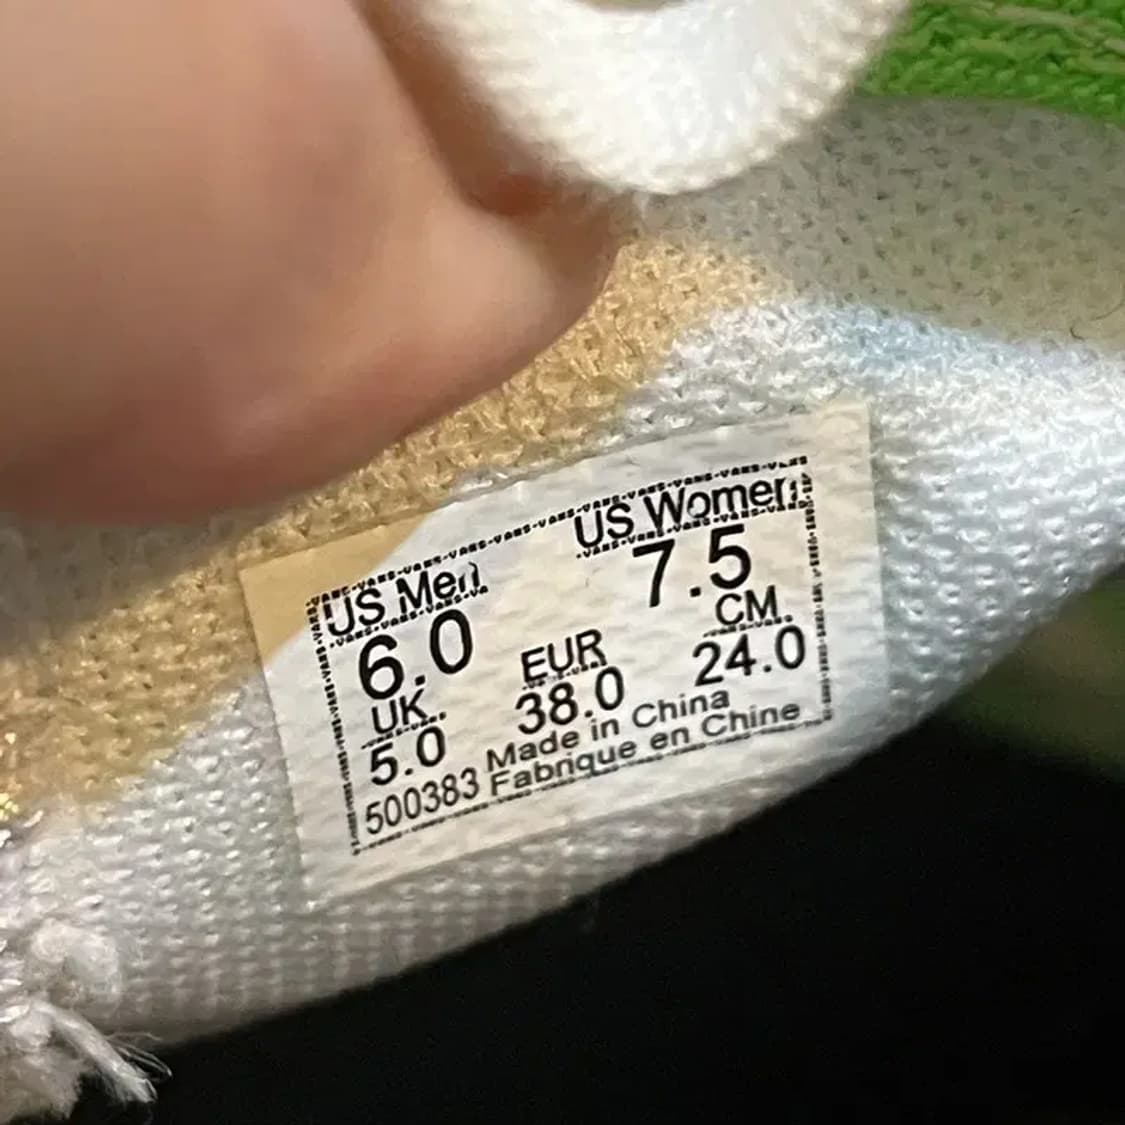 US Men US Women
6.0 7.5
UK EUR CM
5.0 38.0 24.0
500383 Made in China
Fabriqué en Chine